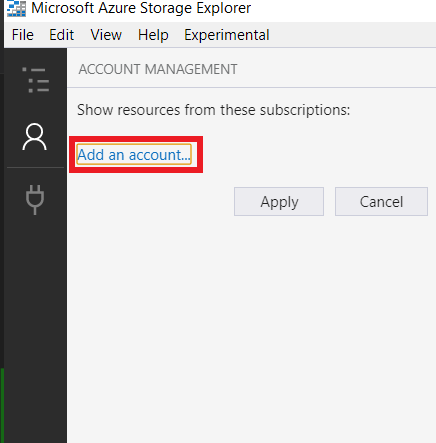 Microsoft Azure Storage Explorer
File Edit View Help Experimental
ACCOUNT MANAGEMENT
Show resources from these subscriptions:
Add an account...
Apply Cancel